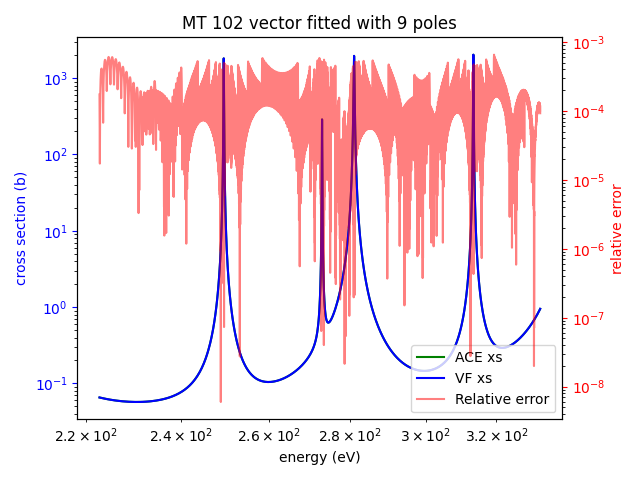 MT 102 vector fitted with 9 poles
10³
10²
10¹
10⁰
10⁻¹
cross section (b)
10⁻³
10⁻⁴
10⁻⁵
10⁻⁶
10⁻⁷
10⁻⁸
relative error
ACE xs
VF xs
Relative error
2.2 × 10² 2.4 × 10² 2.6 × 10² 2.8 × 10² 3 × 10² 3.2 × 10²
energy (eV)